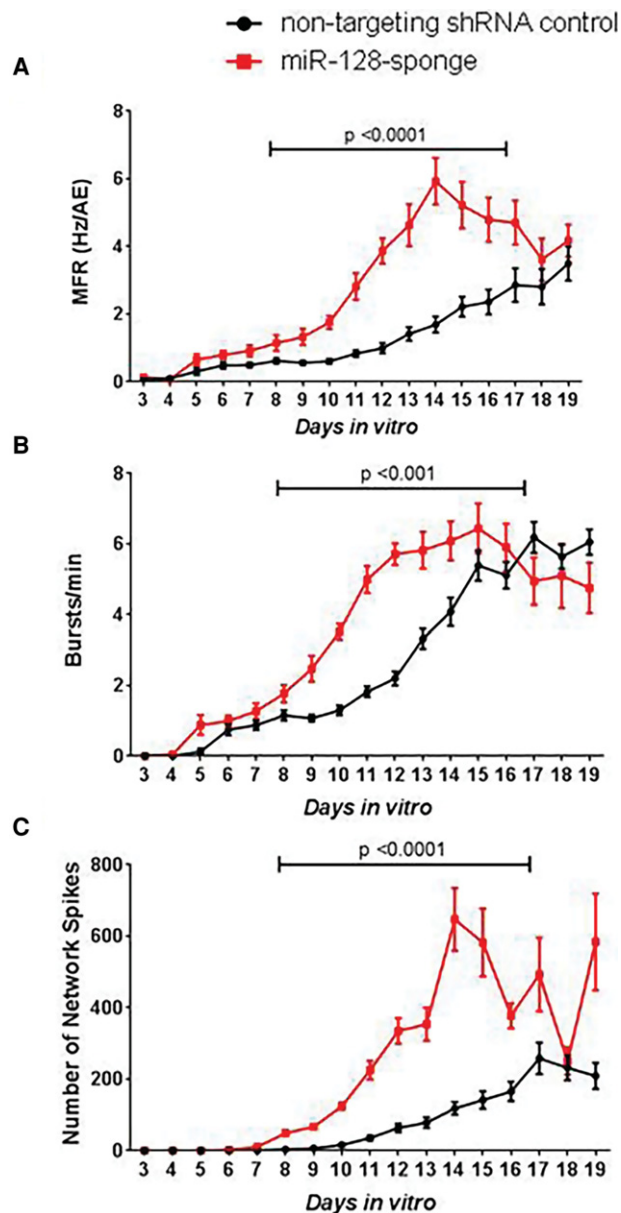 non-targeting shRNA control
miR-128-sponge
A
p <0.0001
MFR (Hz/AE)
8
6
4
2
0
3 4 5 6 7 8 9 10 11 12 13 14 15 16 17 18 19
Days in vitro
B
p <0.001
Bursts/min
8
6
4
2
0
3 4 5 6 7 8 9 10 11 12 13 14 15 16 17 18 19
Days in vitro
C
p <0.0001
Number of Network Spikes
800
600
400
200
0
3 4 5 6 7 8 9 10 11 12 13 14 15 16 17 18 19
Days in vitro